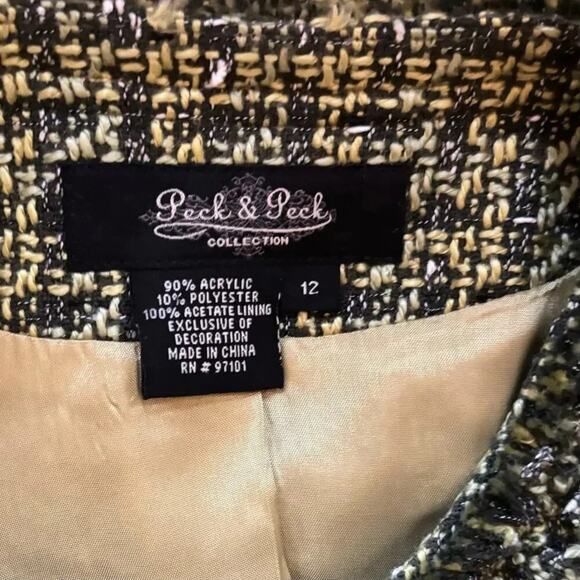 Peck & Peck
COLLECTION
12
90% ACRYLIC
10% POLYESTER
100% ACETATE LINING
EXCLUSIVE OF
DECORATION
MADE IN CHINA
RN # 97101